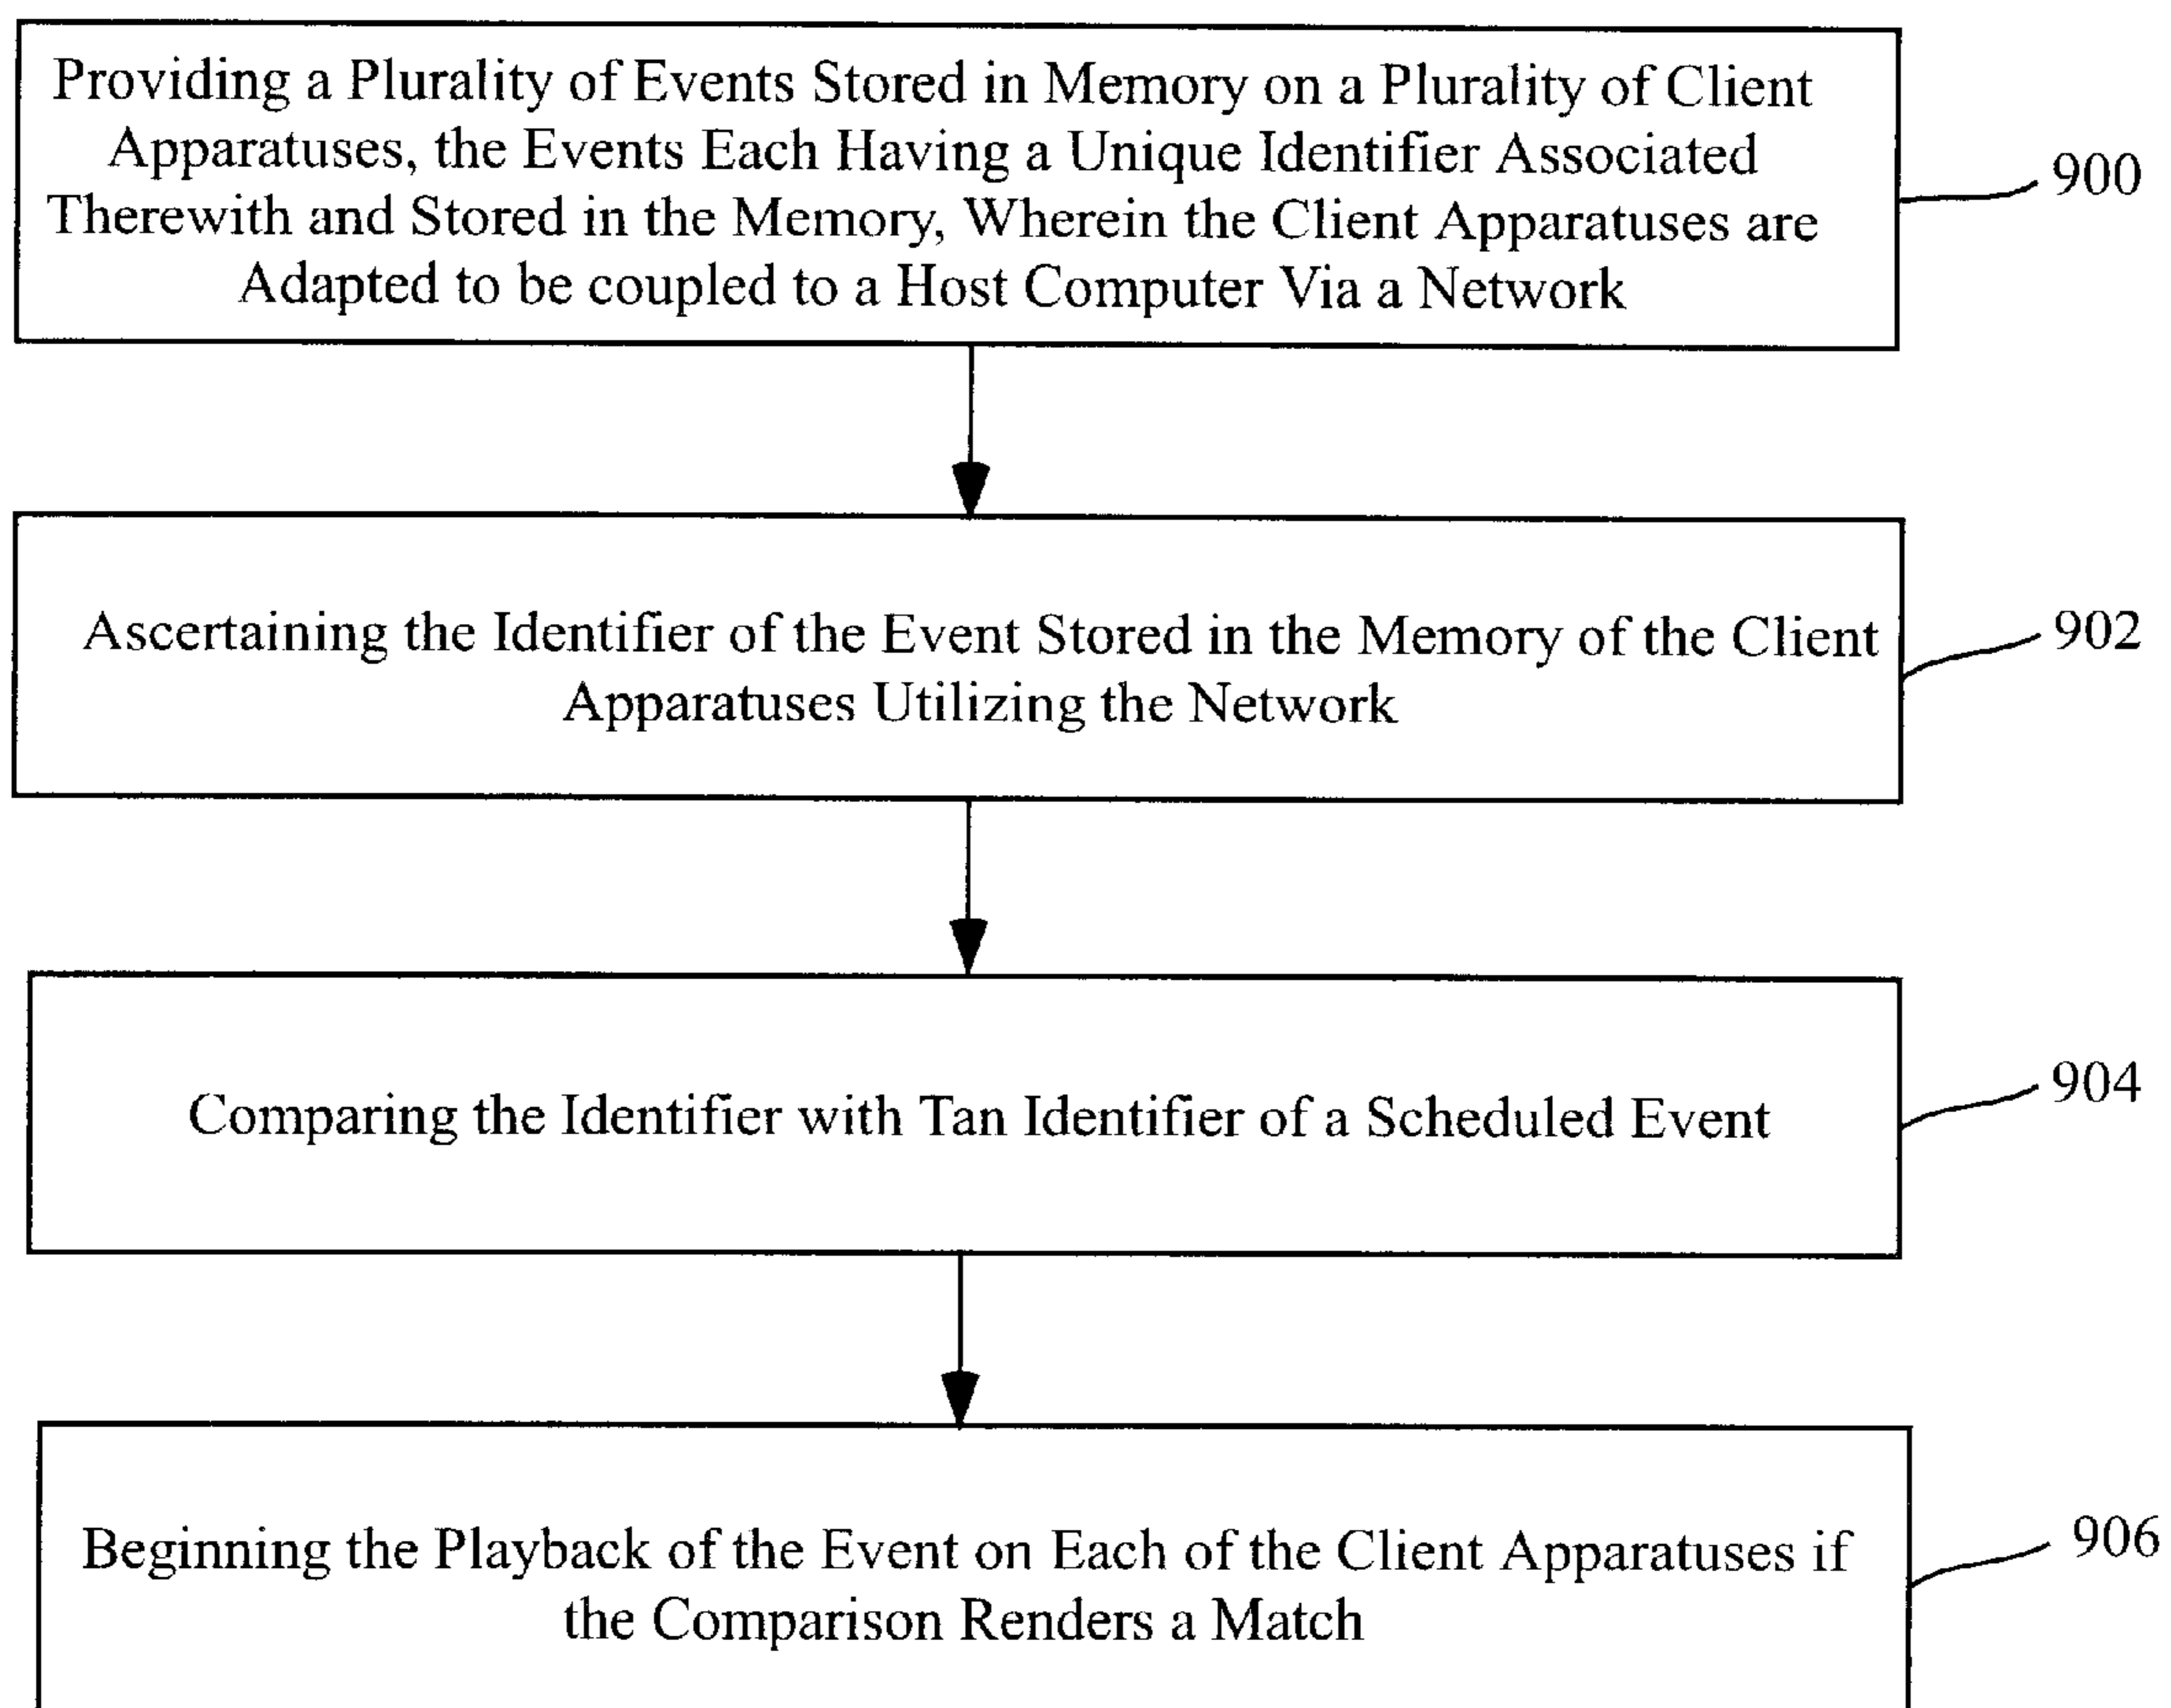 Providing a Plurality of Events Stored in Memory on a Plurality of Client
Apparatuses, the Events Each Having a Unique Identifier Associated
Therewith and Stored in the Memory, Wherein the Client Apparatuses are
Adapted to be coupled to a Host Computer Via a Network
900
Ascertaining the Identifier of the Event Stored in the Memory of the Client
Apparatuses Utilizing the Network
902
Comparing the Identifier with Tan Identifier of a Scheduled Event
904
Beginning the Playback of the Event on Each of the Client Apparatuses if
the Comparison Renders a Match
906